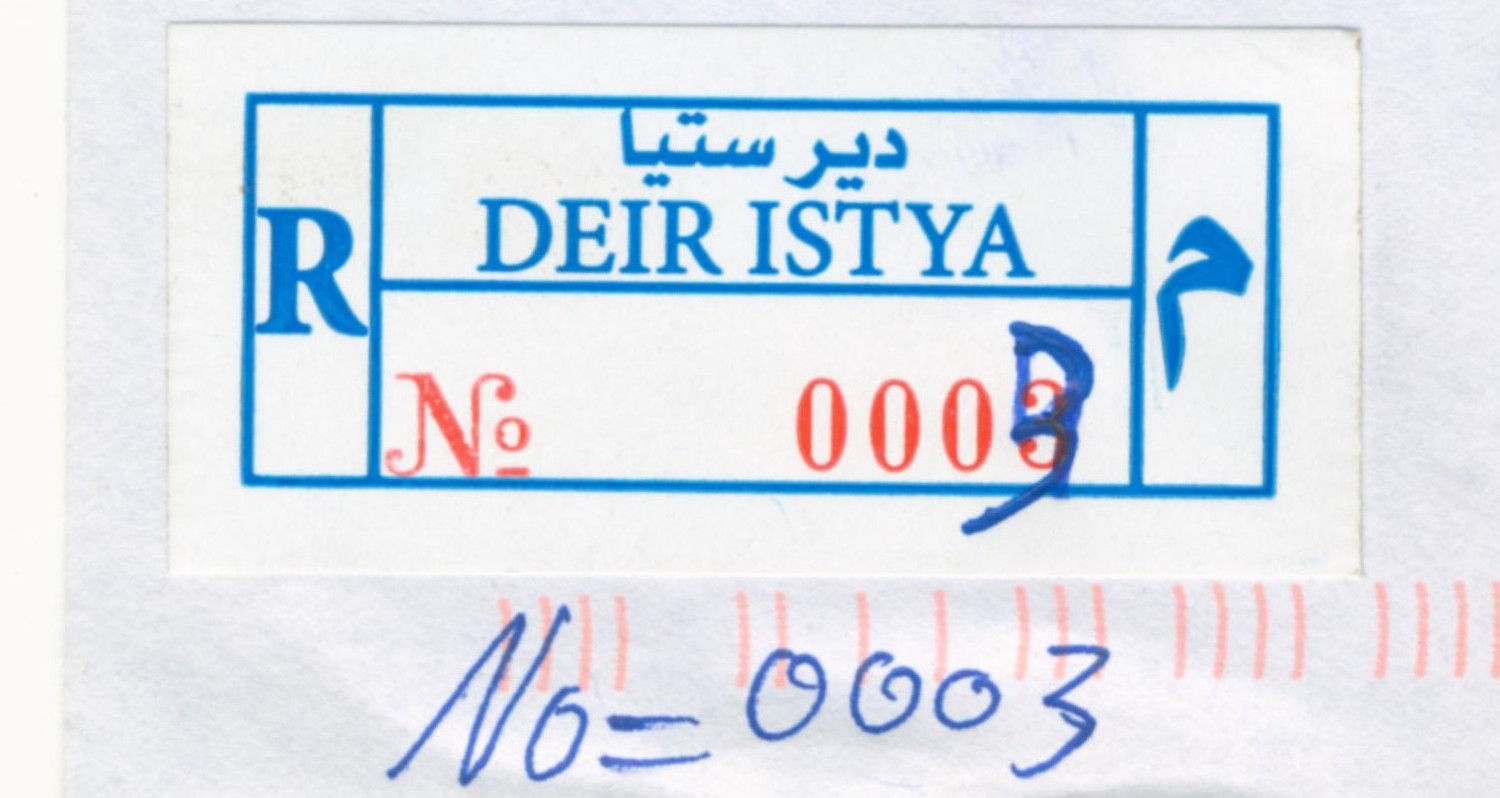 دير ستيا
DEIR ISTYA
R
م
№ 0003
No= 0003